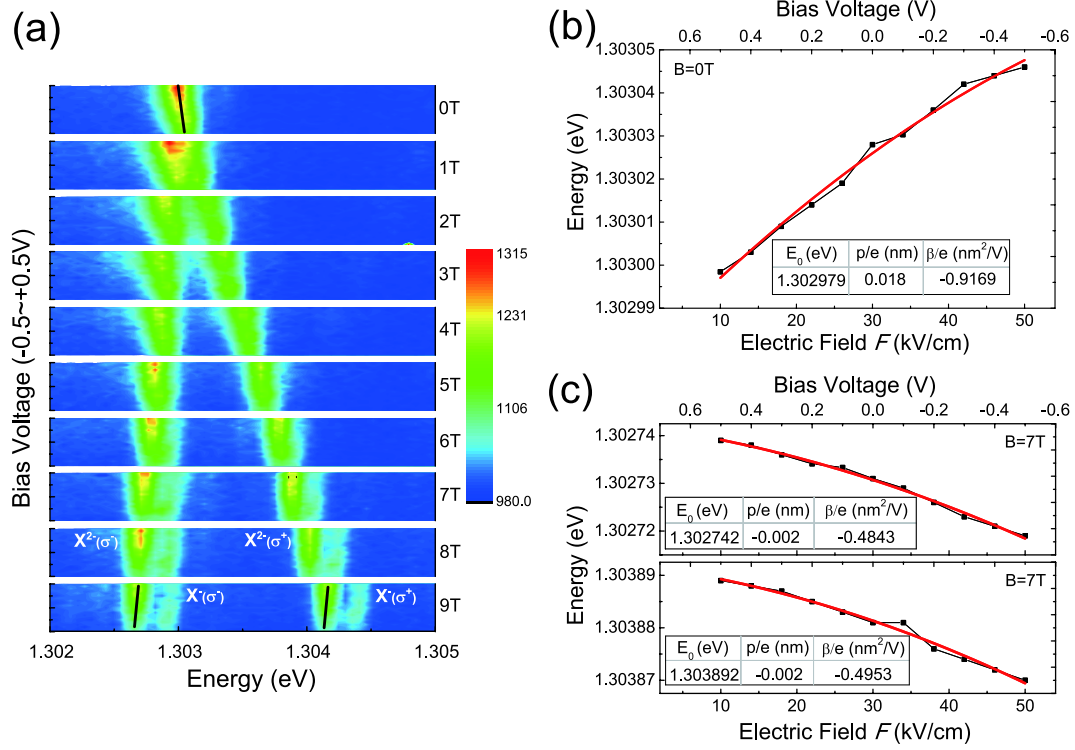 (a)
0T
1T
2T
3T
4T
5T
6T
7T
8T
9T
Bias Voltage (-0.5~+0.5V)
X²⁻(σ⁻)
X²⁻(σ⁺)
X⁻(σ⁻)
X⁻(σ⁺)
1.302 1.303 1.304 1.305
Energy (eV)
1315
1231
1106
980.0
(b)
Bias Voltage (V)
0.6 0.4 0.2 0.0 -0.2 -0.4 -0.6
B=0T
1.30305
1.30304
1.30303
1.30302
1.30301
1.30300
1.30299
Energy (eV)
E₀ (eV) p/e (nm) β/e (nm²/V)
1.302979 0.018 -0.9169
10 20 30 40 50
Electric Field F (kV/cm)
(c)
Bias Voltage (V)
0.6 0.4 0.2 0.0 -0.2 -0.4 -0.6
B=7T
1.30274
1.30273
1.30272
E₀ (eV) p/e (nm) β/e (nm²/V)
1.302742 -0.002 -0.4843
Energy (eV)
B=7T
1.30389
1.30388
1.30387
E₀ (eV) p/e (nm) β/e (nm²/V)
1.303892 -0.002 -0.4953
10 20 30 40 50
Electric Field F (kV/cm)